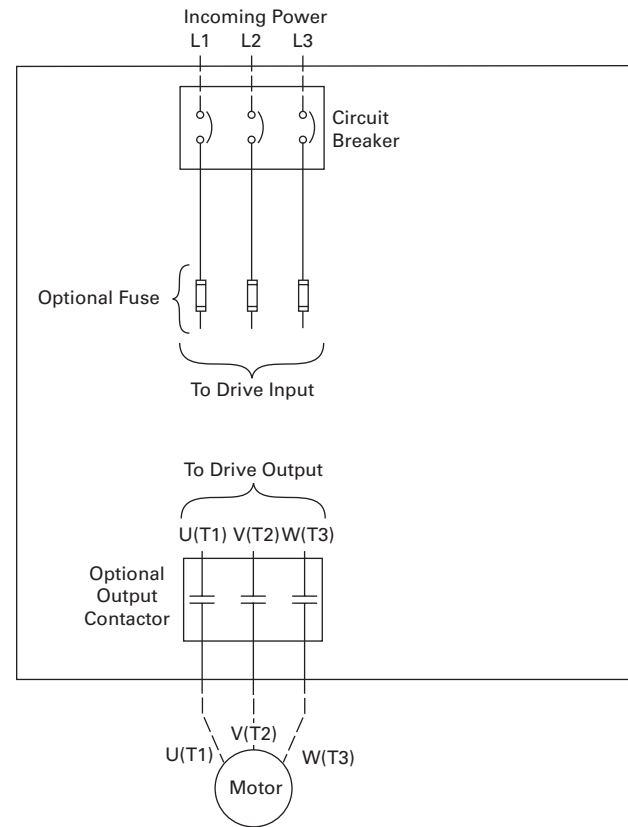 Incoming Power
L1 L2 L3
Circuit
Breaker
Optional Fuse
To Drive Input
To Drive Output
U(T1) V(T2) W(T3)
Optional
Output
Contactor
V(T2)
U(T1) W(T3)
Motor